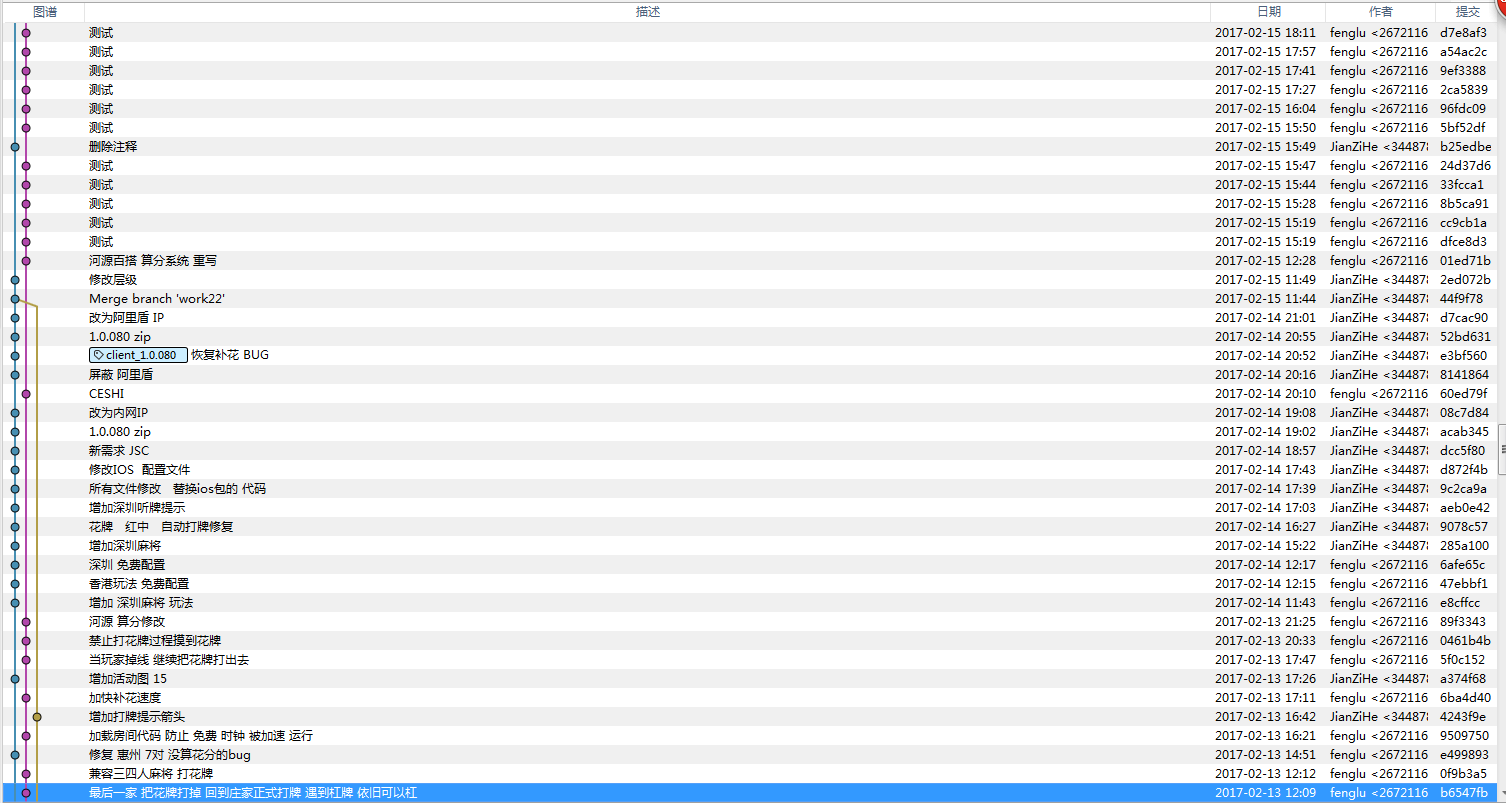 图谱 描述 日期 作者 提交
测试 2017-02-15 18:11 fenglu <2672116 d7e8af3
测试 2017-02-15 17:57 fenglu <2672116 a54ac2c
测试 2017-02-15 17:41 fenglu <2672116 9ef3388
测试 2017-02-15 17:27 fenglu <2672116 2ca5839
测试 2017-02-15 16:04 fenglu <2672116 96fdc09
测试 2017-02-15 15:50 fenglu <2672116 5bf52df
删除注释 2017-02-15 15:49 JianZiHe <344878 b25edbe
测试 2017-02-15 15:47 fenglu <2672116 24d37d6
测试 2017-02-15 15:44 fenglu <2672116 33fcca1
测试 2017-02-15 15:28 fenglu <2672116 8b5ca91
测试 2017-02-15 15:19 fenglu <2672116 cc9cb1a
测试 2017-02-15 15:19 fenglu <2672116 dfce8d3
河源百搭 算分系统 重写 2017-02-15 12:28 fenglu <2672116 01ed71b
修改层级 2017-02-15 11:49 JianZiHe <344878 2ed072b
Merge branch 'work22' 2017-02-15 11:44 JianZiHe <344878 44f9f78
改为阿里盾 IP 2017-02-14 21:01 JianZiHe <344878 d7cac90
1.0.080 zip 2017-02-14 20:55 JianZiHe <344878 52bd631
client_1.0.080 恢复补花 BUG 2017-02-14 20:52 JianZiHe <344878 e3bf560
屏蔽 阿里盾 2017-02-14 20:16 JianZiHe <344878 8141864
CESHI 2017-02-14 20:10 fenglu <2672116 60ed79f
改为内网IP 2017-02-14 19:08 JianZiHe <344878 08c7d84
1.0.080 zip 2017-02-14 19:02 JianZiHe <344878 acab345
新需求 JSC 2017-02-14 18:57 JianZiHe <344878 dcc5f80
修改IOS 配置文件 2017-02-14 17:43 JianZiHe <344878 d872f4b
所有文件修改 替换ios包的 代码 2017-02-14 17:39 JianZiHe <344878 9c2ca9a
增加深圳听牌提示 2017-02-14 17:03 JianZiHe <344878 aeb0e42
花牌 红中 自动打牌修复 2017-02-14 16:27 JianZiHe <344878 9078c57
增加深圳麻将 2017-02-14 15:22 JianZiHe <344878 285a100
深圳 免费配置 2017-02-14 12:17 fenglu <2672116 6afe65c
香港玩法 免费配置 2017-02-14 12:15 fenglu <2672116 47ebbf1
增加 深圳麻将 玩法 2017-02-14 11:43 fenglu <2672116 e8cffcc
河源 算分修改 2017-02-13 21:25 fenglu <2672116 89f3343
禁止打花牌过程摸到花牌 2017-02-13 20:33 fenglu <2672116 0461b4b
当玩家掉线 继续把花牌打出去 2017-02-13 17:47 fenglu <2672116 5f0c152
增加活动图 15 2017-02-13 17:26 JianZiHe <344878 a374f68
加快补花速度 2017-02-13 17:11 fenglu <2672116 6ba4d40
增加打牌提示箭头 2017-02-13 16:42 JianZiHe <344878 4243f9e
加载房间代码 防止 免费 时钟 被加速 运行 2017-02-13 16:21 fenglu <2672116 9509750
修复 惠州 7对 没算花分的bug 2017-02-13 14:51 fenglu <2672116 e499893
兼容三四人麻将 打花牌 2017-02-13 12:12 fenglu <2672116 0f9b3a5
最后一家 把花牌打掉 回到庄家正式打牌 遇到杠牌 依旧可以杠 2017-02-13 12:09 fenglu <2672116 b6547fb